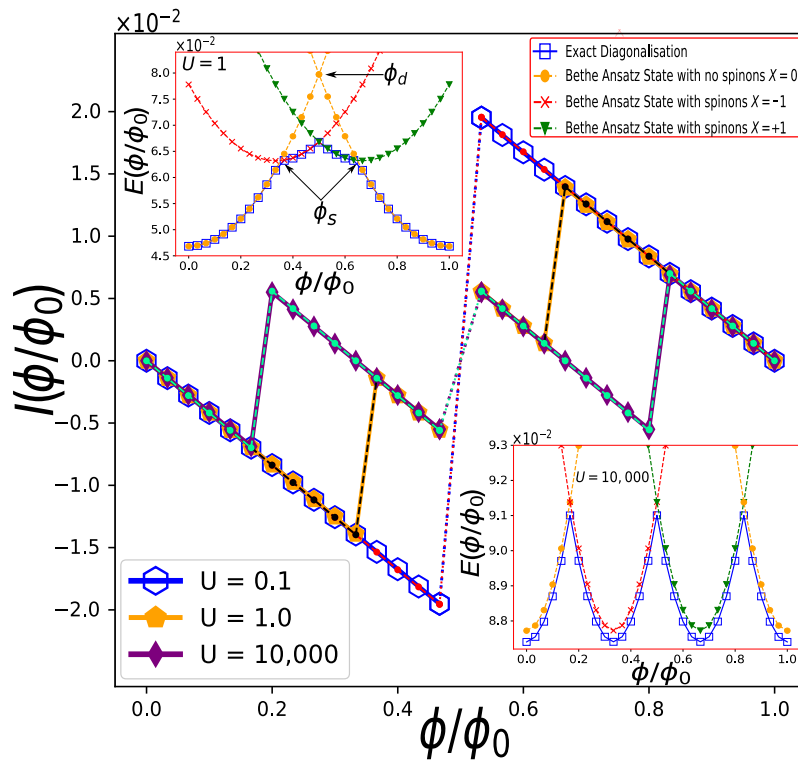 ×10⁻²
2.0
1.5
1.0
0.5
0.0
−0.5
−1.0
−1.5
−2.0
I(ϕ/ϕ₀)
0.0 0.2 0.4 0.6 0.8 1.0
ϕ/ϕ₀
×10⁻²
U = 1
8.0
7.5
7.0
6.5
6.0
5.5
5.0
4.5
E(ϕ/ϕ₀)
ϕ_d
ϕ_S
0.0 0.2 0.4 0.6 0.8 1.0
ϕ/ϕ₀
Exact Diagonalisation
Bethe Ansatz State with no spinons X = 0
Bethe Ansatz State with spinons X = −1
Bethe Ansatz State with spinons X = +1
U = 0.1
U = 1.0
U = 10,000
×10⁻²
9.3
9.2
9.1
9.0
8.9
8.8
E(ϕ/ϕ₀)
U = 10,000
0.0 0.2 0.4 0.6 0.8 1.0
ϕ/ϕ₀